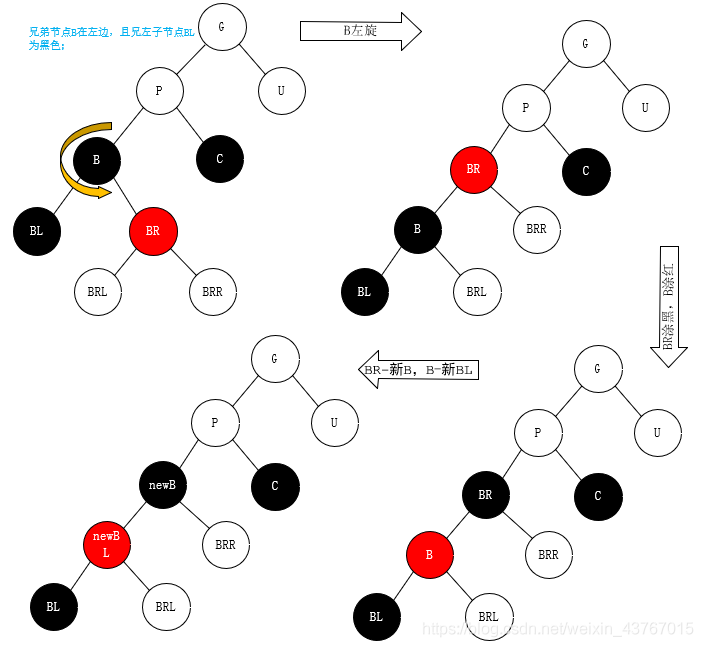 兄弟节点B在左边，且兄左子节点BL
为黑色；
G
P
U
B
C
BL
BR
BRL
BRR
B左旋
G
P
U
BR
C
B
BRR
BL
BRL
BR涂黑，B涂红
G
P
U
BR
C
B
BRR
BL
BRL
BR-新B，B-新BL
G
P
U
newB
C
newB
L
BRR
BL
BRL
https://blog.csdn.net/weixin_43767015